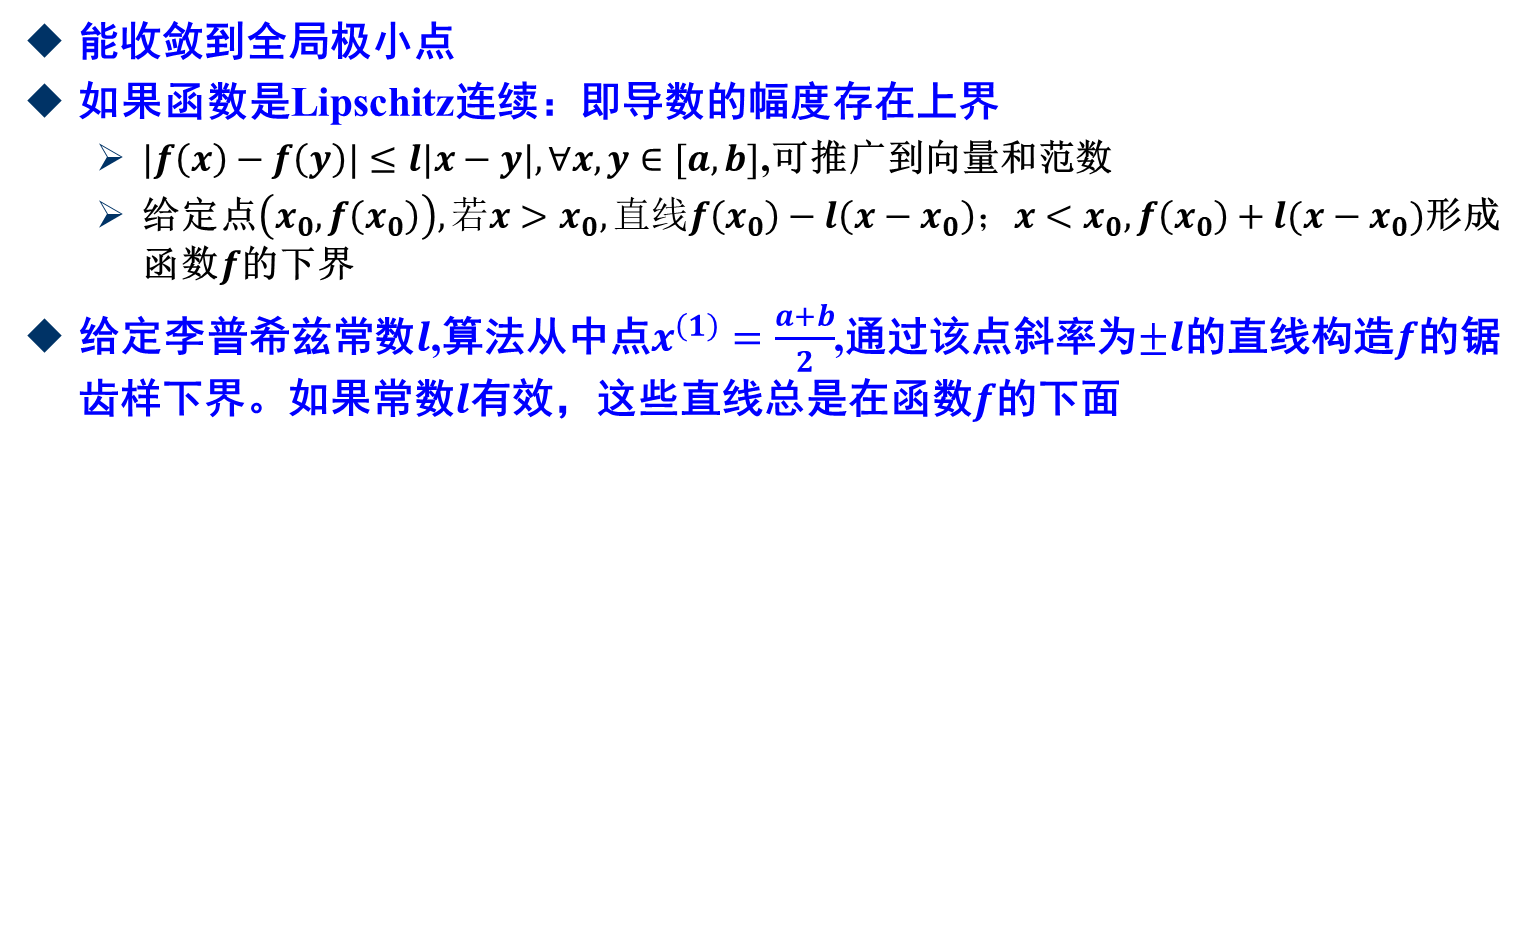 ◆ 能收敛到全局极小点
◆ 如果函数是Lipschitz连续：即导数的幅度存在上界
➢ |f(x) − f(y)| ≤ l|x − y|, ∀x, y ∈ [a, b],可推广到向量和范数
➢ 给定点(x₀, f(x₀)), 若x > x₀, 直线f(x₀) − l(x − x₀)；x < x₀, f(x₀) + l(x − x₀)形成
函数f的下界
◆ 给定李普希兹常数l,算法从中点x⁽¹⁾ = (a+b)/2,通过该点斜率为±l的直线构造f的锯
齿样下界。如果常数l有效，这些直线总是在函数f的下面